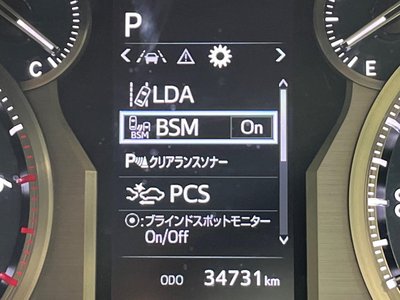 P
C
E
LDA
BSM
BSM On
P クリアランスソナー
PCS
:ブラインドスポットモニター
On/Off
ODO 34731 km